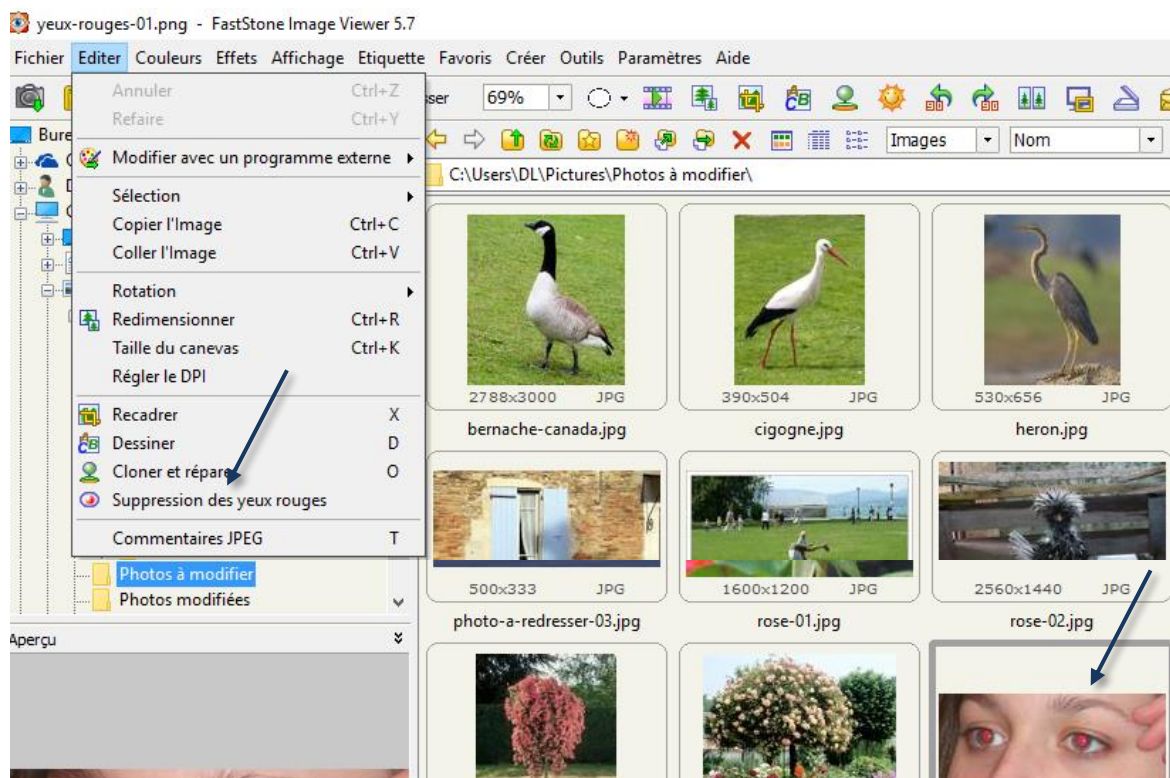 yeux-rouges-01.png - FastStone Image Viewer 5.7
Fichier Editer Couleurs Effets Affichage Etiquette Favoris Créer Outils Paramètres Aide
69%
Annuler Ctrl+Z
Refaire Ctrl+Y
Modifier avec un programme externe
Sélection
Copier l'Image Ctrl+C
Coller l'Image Ctrl+V
Rotation
Redimensionner Ctrl+R
Taille du canevas Ctrl+K
Régler le DPI
Recadrer X
Dessiner D
Cloner et réparer O
Suppression des yeux rouges
Commentaires JPEG T
Photos à modifier
Photos modifiées
Aperçu
Images Nom
C:\Users\DL\Pictures\Photos à modifier\
2788x3000 JPG
bernache-canada.jpg
390x504 JPG
cigogne.jpg
530x656 JPG
heron.jpg
500x333 JPG
photo-a-redresser-03.jpg
1600x1200 JPG
rose-01.jpg
2560x1440 JPG
rose-02.jpg